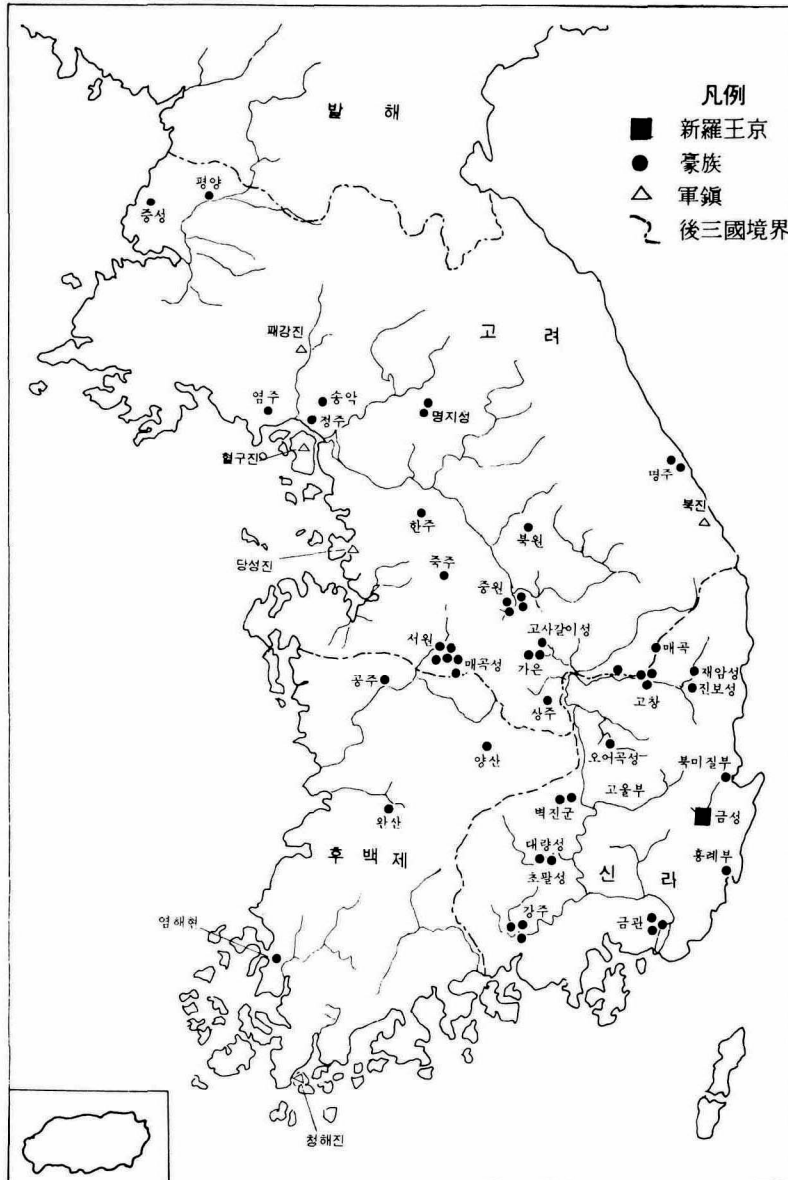 발 해
凡例
新羅王京
豪族
軍鎭
後三國境界
평양
중성
패강진
고 려
염주
송악
정주
명지성
혈구진
명주
북진
한주
북원
당성진
죽주
중원
고사갈이성
서원
매곡성
가은
매곡
재암성
진보성
고창
공주
상주
양산
오어곡성
북미질부
고울부
벽진군
금성
완산
대량성
초팔성
후 백 제
신 라
흥례부
강주
금관
염해현
청해진